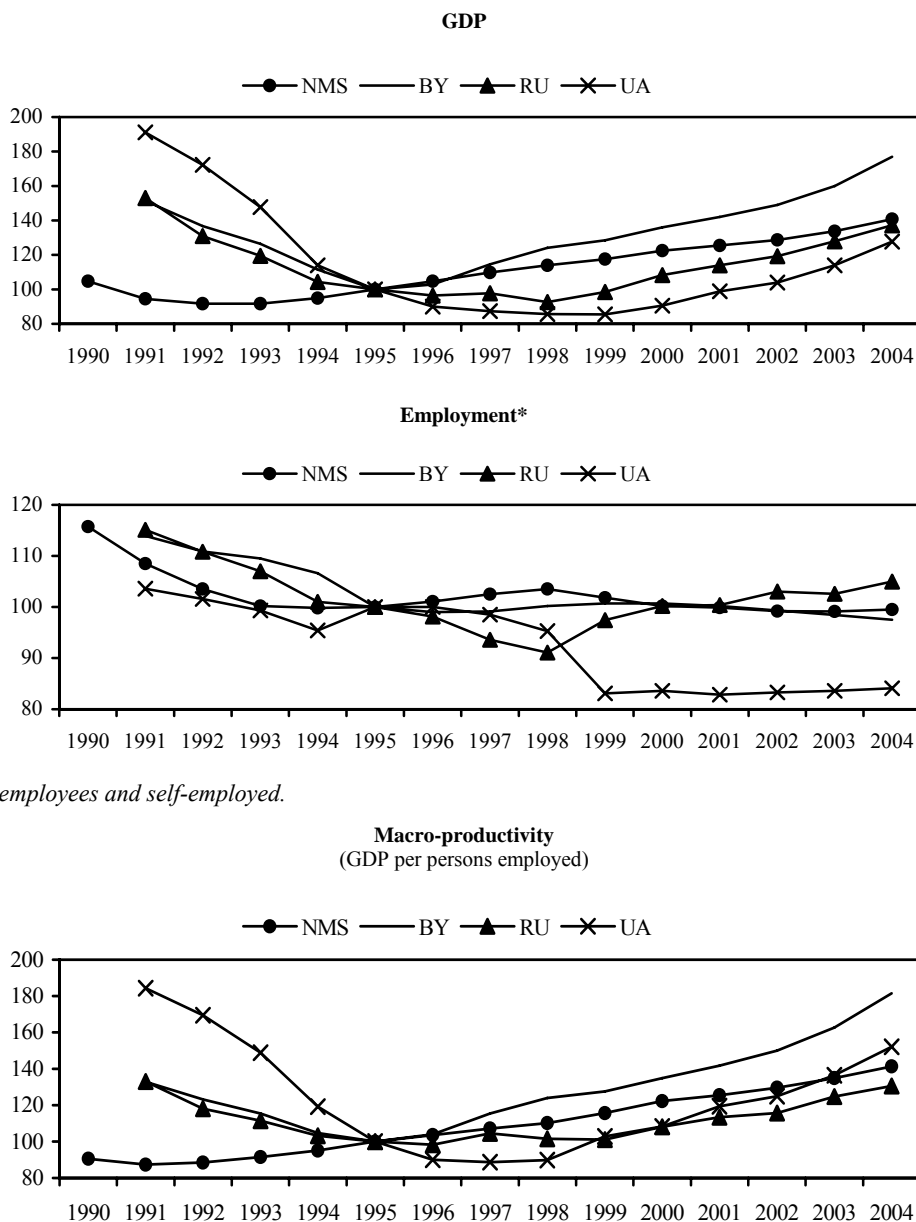 GDP
NMS BY RU UA
200
180
160
140
120
100
80
1990 1991 1992 1993 1994 1995 1996 1997 1998 1999 2000 2001 2002 2003 2004
Employment*
NMS BY RU UA
120
110
100
90
80
1990 1991 1992 1993 1994 1995 1996 1997 1998 1999 2000 2001 2002 2003 2004
employees and self-employed.
Macro-productivity
(GDP per persons employed)
NMS BY RU UA
200
180
160
140
120
100
80
1990 1991 1992 1993 1994 1995 1996 1997 1998 1999 2000 2001 2002 2003 2004